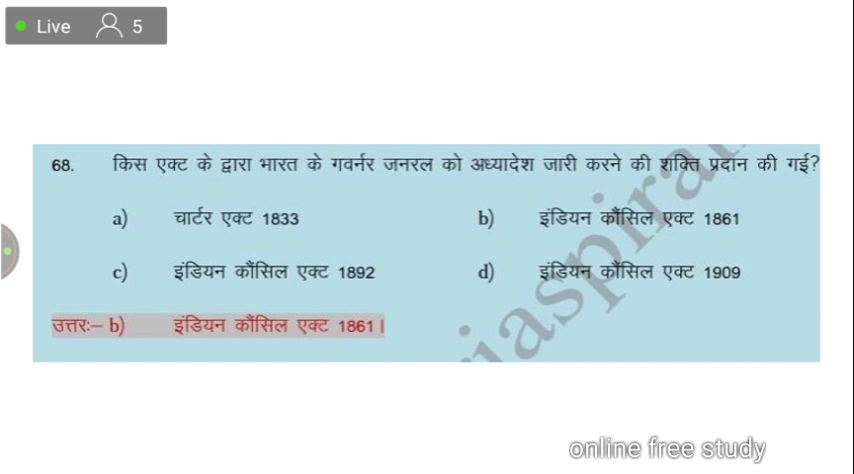 Live 5
68. किस एक्ट के द्वारा भारत के गवर्नर जनरल को अध्यादेश जारी करने की शक्ति प्रदान की गई?
a) चार्टर एक्ट 1833 b) इंडियन कौंसिल एक्ट 1861
c) इंडियन कौंसिल एक्ट 1892 d) इंडियन कौंसिल एक्ट 1909
उत्तरः– b) इंडियन कौंसिल एक्ट 1861।
iaspiran
online free study